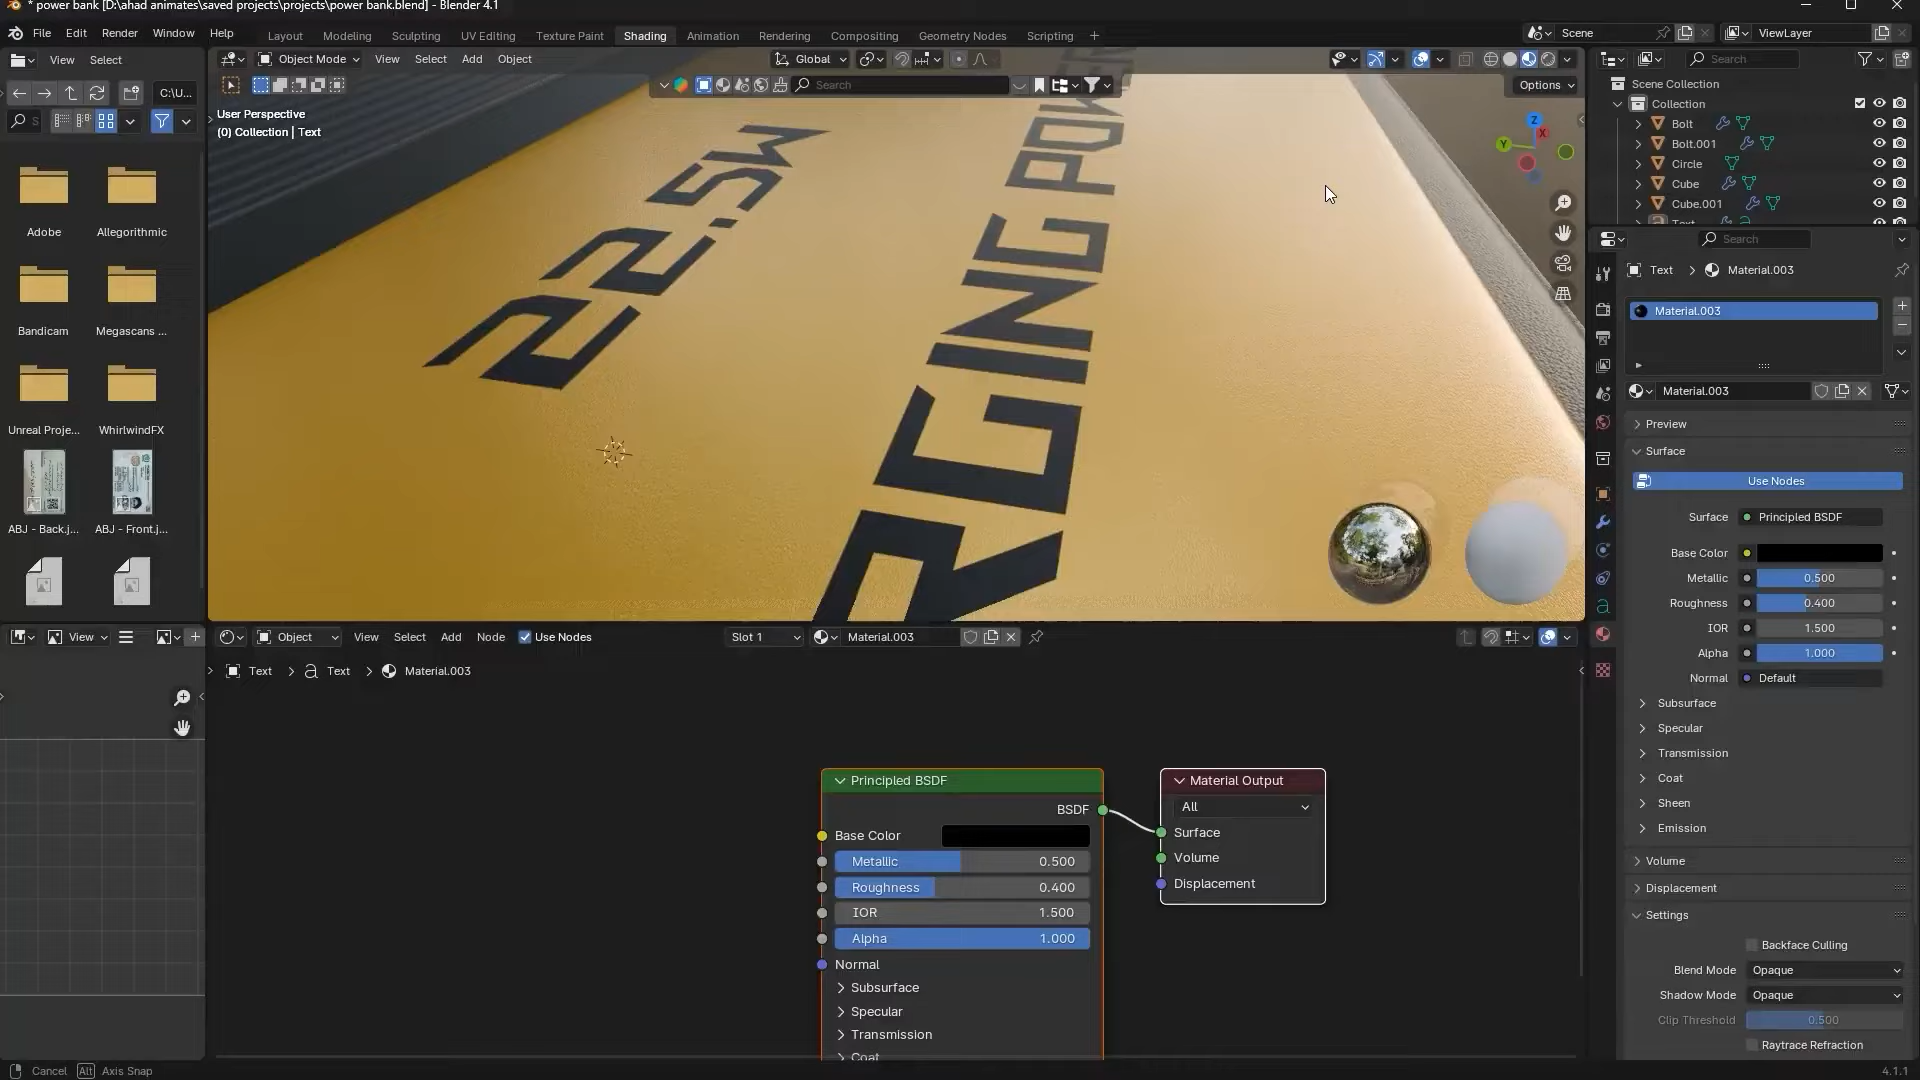 * power bank [D:\ahad animates\saved projects\projects\power bank.blend] - Blender 4.1
File Edit Render Window Help
Layout Modeling Sculpting UV Editing Texture Paint Shading Animation Rendering Compositing Geometry Nodes Scripting +
Scene
ViewLayer
View Select
Object Mode View Select Add Object
Global
Search
C:\U...
Search
Options
User Perspective
(0) Collection | Text
22.5W
RGING POWER
Z
X
Y
Adobe
Allegorithmic
Bandicam
Megascans ...
Unreal Proje...
WhirlwindFX
ABJ - Back.j...
ABJ - Front.j...
Scene Collection
Collection
Bolt
Bolt.001
Circle
Cube
Cube.001
Text
Search
Text > Material.003
Material.003
Material.003
Preview
Surface
Use Nodes
Surface Principled BSDF
Base Color
Metallic 0.500
Roughness 0.400
IOR 1.500
Alpha 1.000
Normal Default
Subsurface
Specular
Transmission
Coat
Sheen
Emission
Volume
Displacement
Settings
Backface Culling
Blend Mode Opaque
Shadow Mode Opaque
Clip Threshold 0.500
Raytrace Refraction
View
Object View Select Add Node Use Nodes
Slot 1
Material.003
Text > Text > Material.003
Principled BSDF
BSDF
Base Color
Metallic 0.500
Roughness 0.400
IOR 1.500
Alpha 1.000
Normal
Subsurface
Specular
Transmission
Coat
Material Output
All
Surface
Volume
Displacement
Cancel Alt Axis Snap
4.1.1